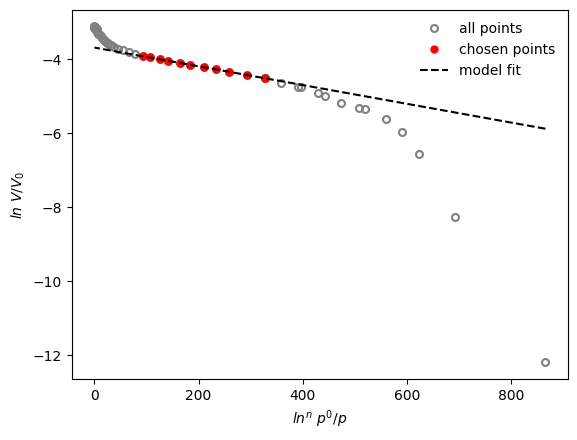 all points
chosen points
model fit
−4
−6
−8
−10
−12
ln V/V₀
0
200
400
600
800
lnⁿ p⁰/p